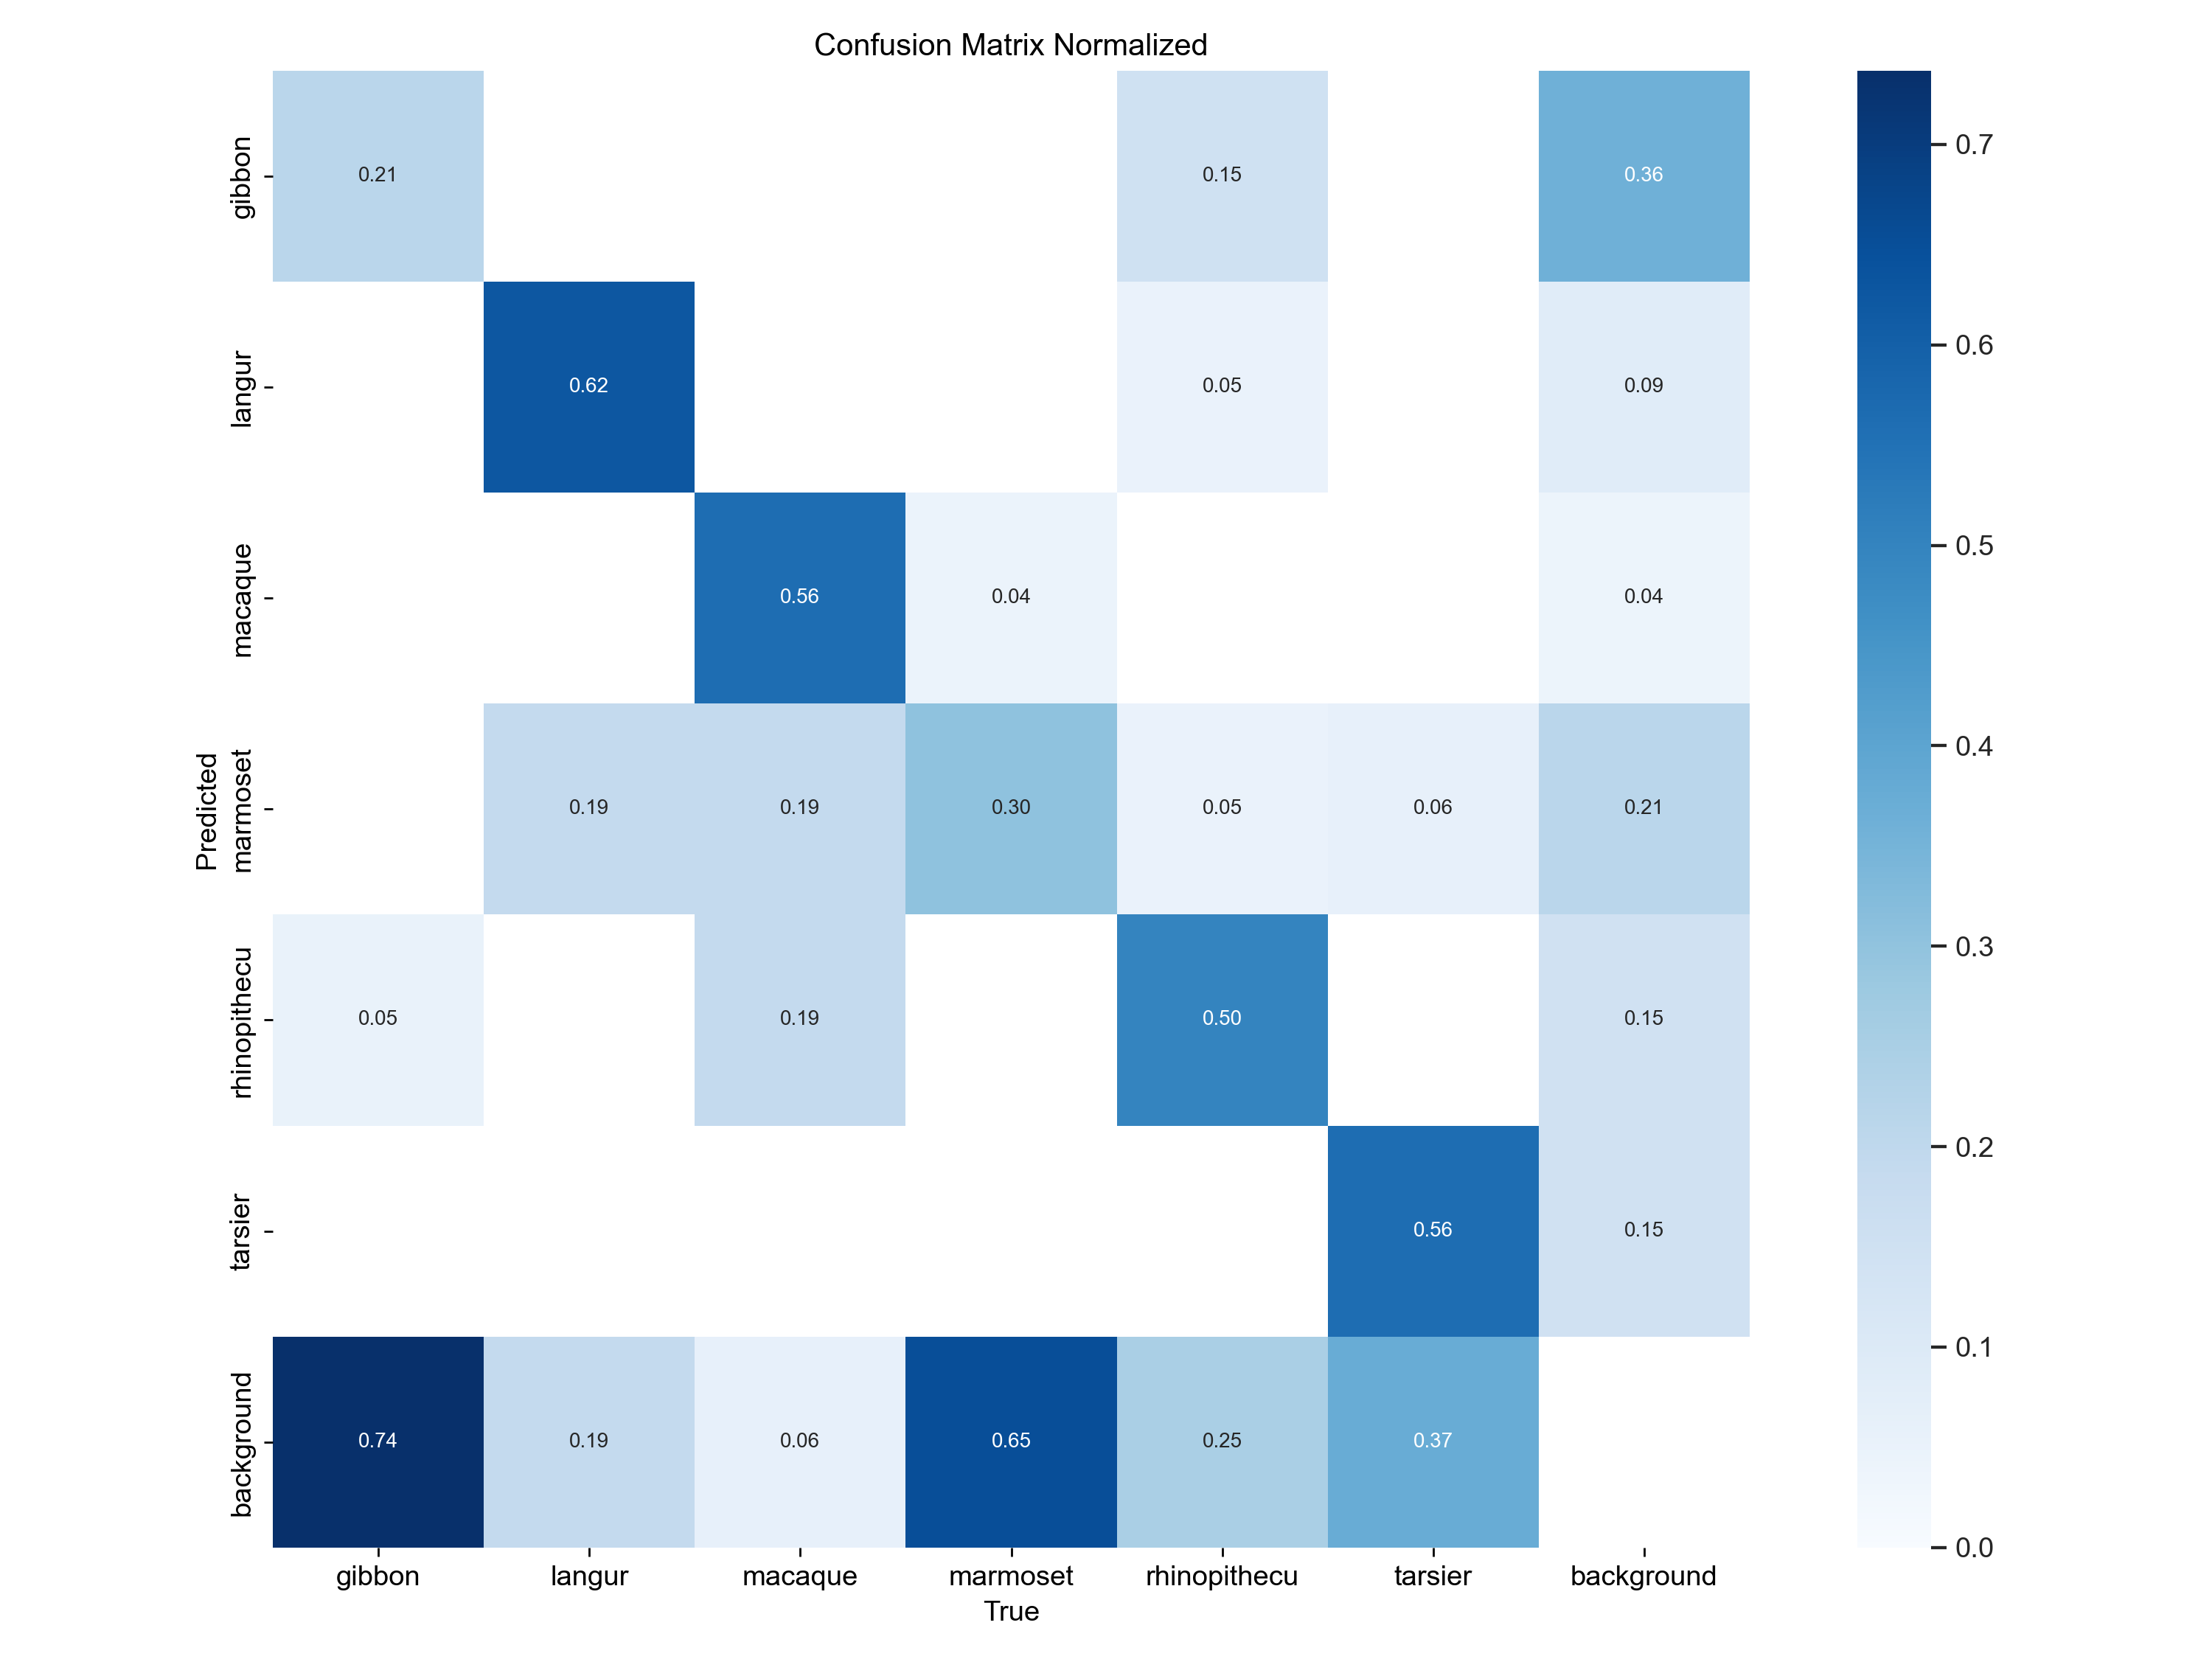 Confusion Matrix Normalized
gibbon
0.21 0.15 0.36
langur
0.62 0.05 0.09
macaque
0.56 0.04 0.04
Predicted
marmoset
0.19 0.19 0.30 0.05 0.06 0.21
rhinopithecu
0.05 0.19 0.50 0.15
tarsier
0.56 0.15
background
0.74 0.19 0.06 0.65 0.25 0.37
gibbon langur macaque marmoset rhinopithecu tarsier background
True
0.7
0.6
0.5
0.4
0.3
0.2
0.1
0.0